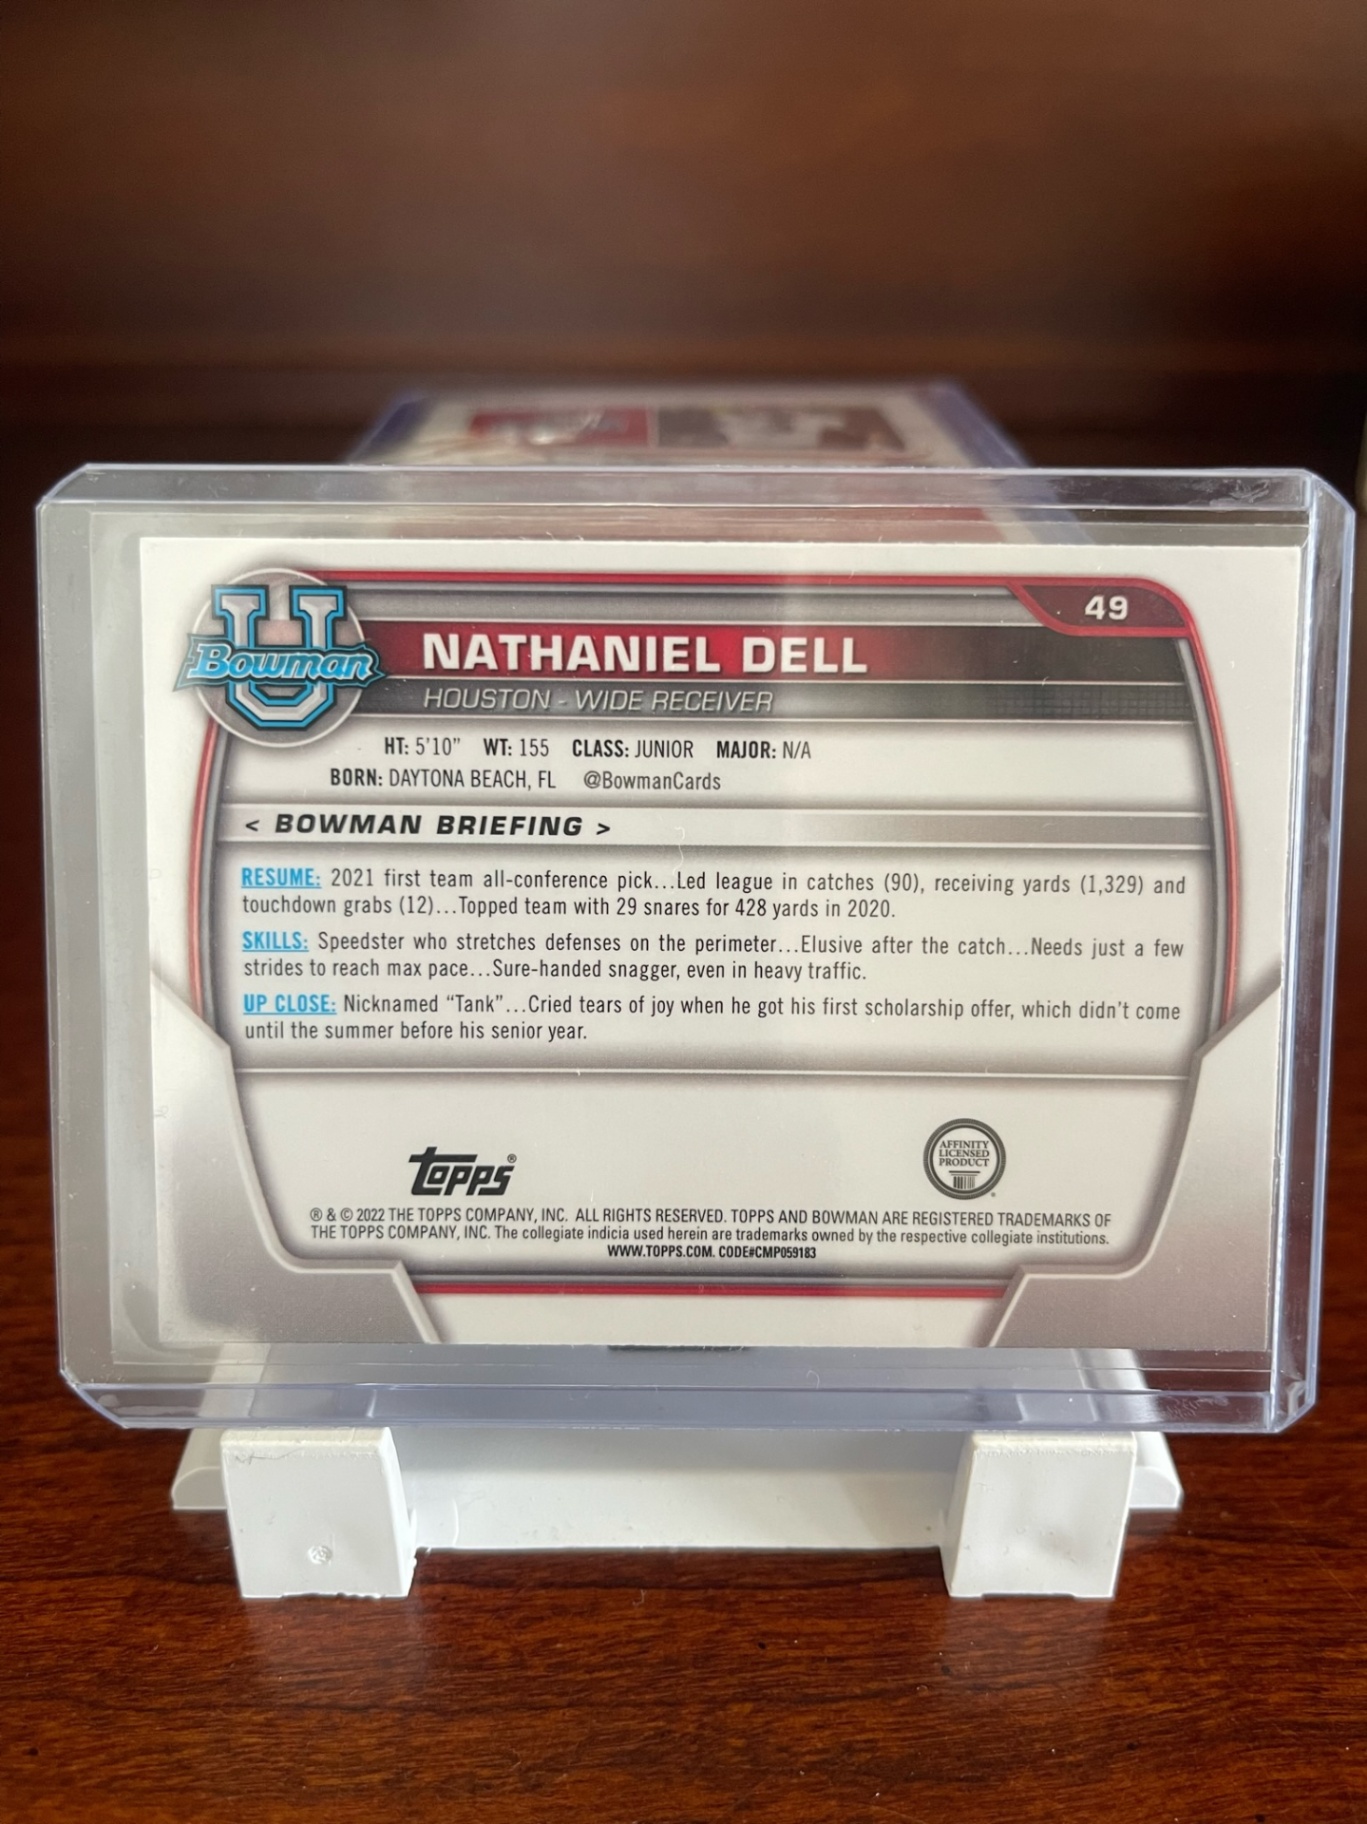 U
Bowman
49
NATHANIEL DELL
HOUSTON - WIDE RECEIVER
HT: 5'10" WT: 155 CLASS: JUNIOR MAJOR: N/A
BORN: DAYTONA BEACH, FL @BowmanCards
< BOWMAN BRIEFING >
RESUME: 2021 first team all-conference pick...Led league in catches (90), receiving yards (1,329) and
touchdown grabs (12)...Topped team with 29 snares for 428 yards in 2020.
SKILLS: Speedster who stretches defenses on the perimeter...Elusive after the catch...Needs just a few
strides to reach max pace...Sure-handed snagger, even in heavy traffic.
UP CLOSE: Nicknamed “Tank”...Cried tears of joy when he got his first scholarship offer, which didn't come
until the summer before his senior year.
Topps®
AFFINITY
LICENSED
PRODUCT
® & © 2022 THE TOPPS COMPANY, INC. ALL RIGHTS RESERVED. TOPPS AND BOWMAN ARE REGISTERED TRADEMARKS OF
THE TOPPS COMPANY, INC. The collegiate indicia used herein are trademarks owned by the respective collegiate institutions.
WWW.TOPPS.COM. CODE#CMP059183